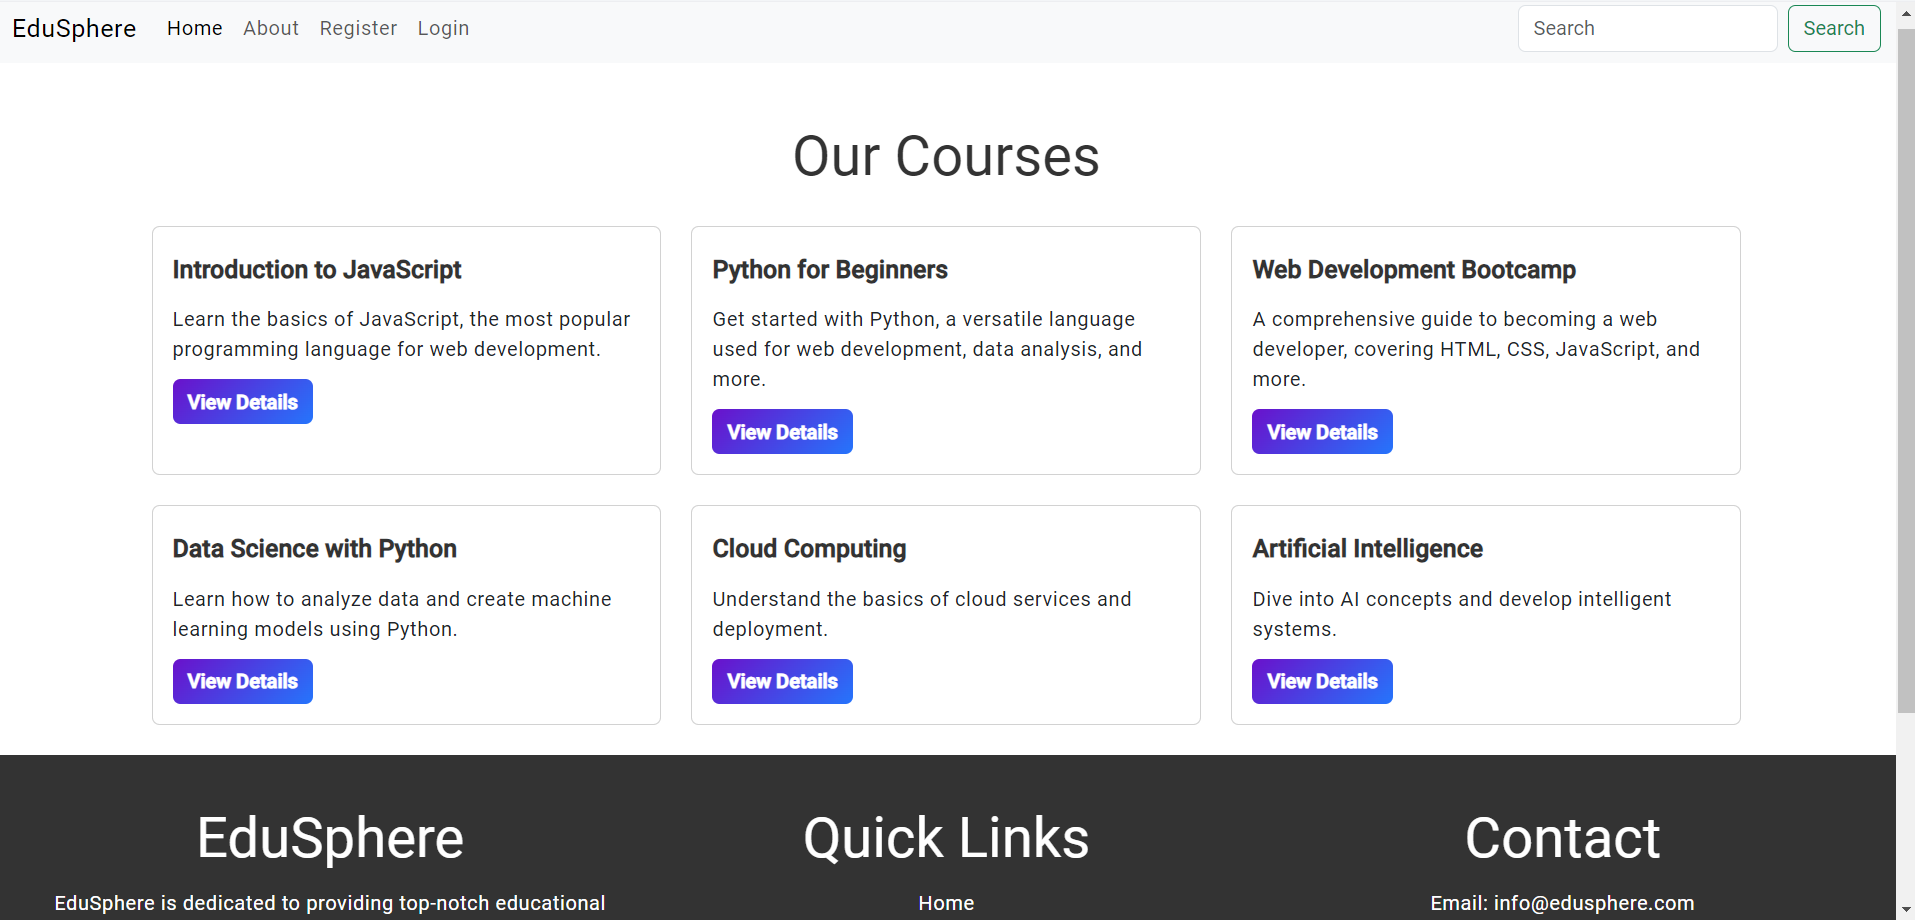 EduSphere Home About Register Login Search Search
Our Courses
Introduction to JavaScript
Learn the basics of JavaScript, the most popular
programming language for web development.
View Details
Python for Beginners
Get started with Python, a versatile language
used for web development, data analysis, and
more.
View Details
Web Development Bootcamp
A comprehensive guide to becoming a web
developer, covering HTML, CSS, JavaScript, and
more.
View Details
Data Science with Python
Learn how to analyze data and create machine
learning models using Python.
View Details
Cloud Computing
Understand the basics of cloud services and
deployment.
View Details
Artificial Intelligence
Dive into AI concepts and develop intelligent
systems.
View Details
EduSphere
EduSphere is dedicated to providing top-notch educational
Quick Links
Home
Contact
Email: info@edusphere.com